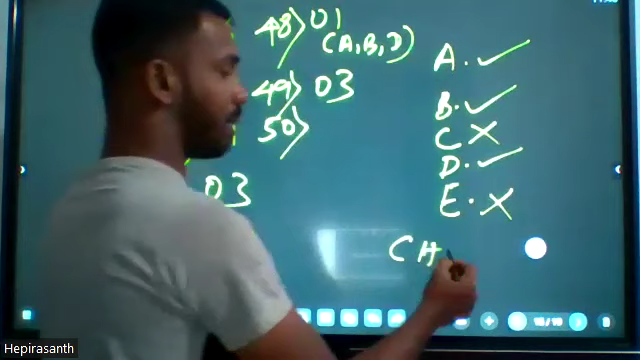 48) 01
(A, B, D)
49) 03
50)
03
A. ✓
B. ✓
C ✗
D. ✓
E. ✗
CH
Hepirasanth